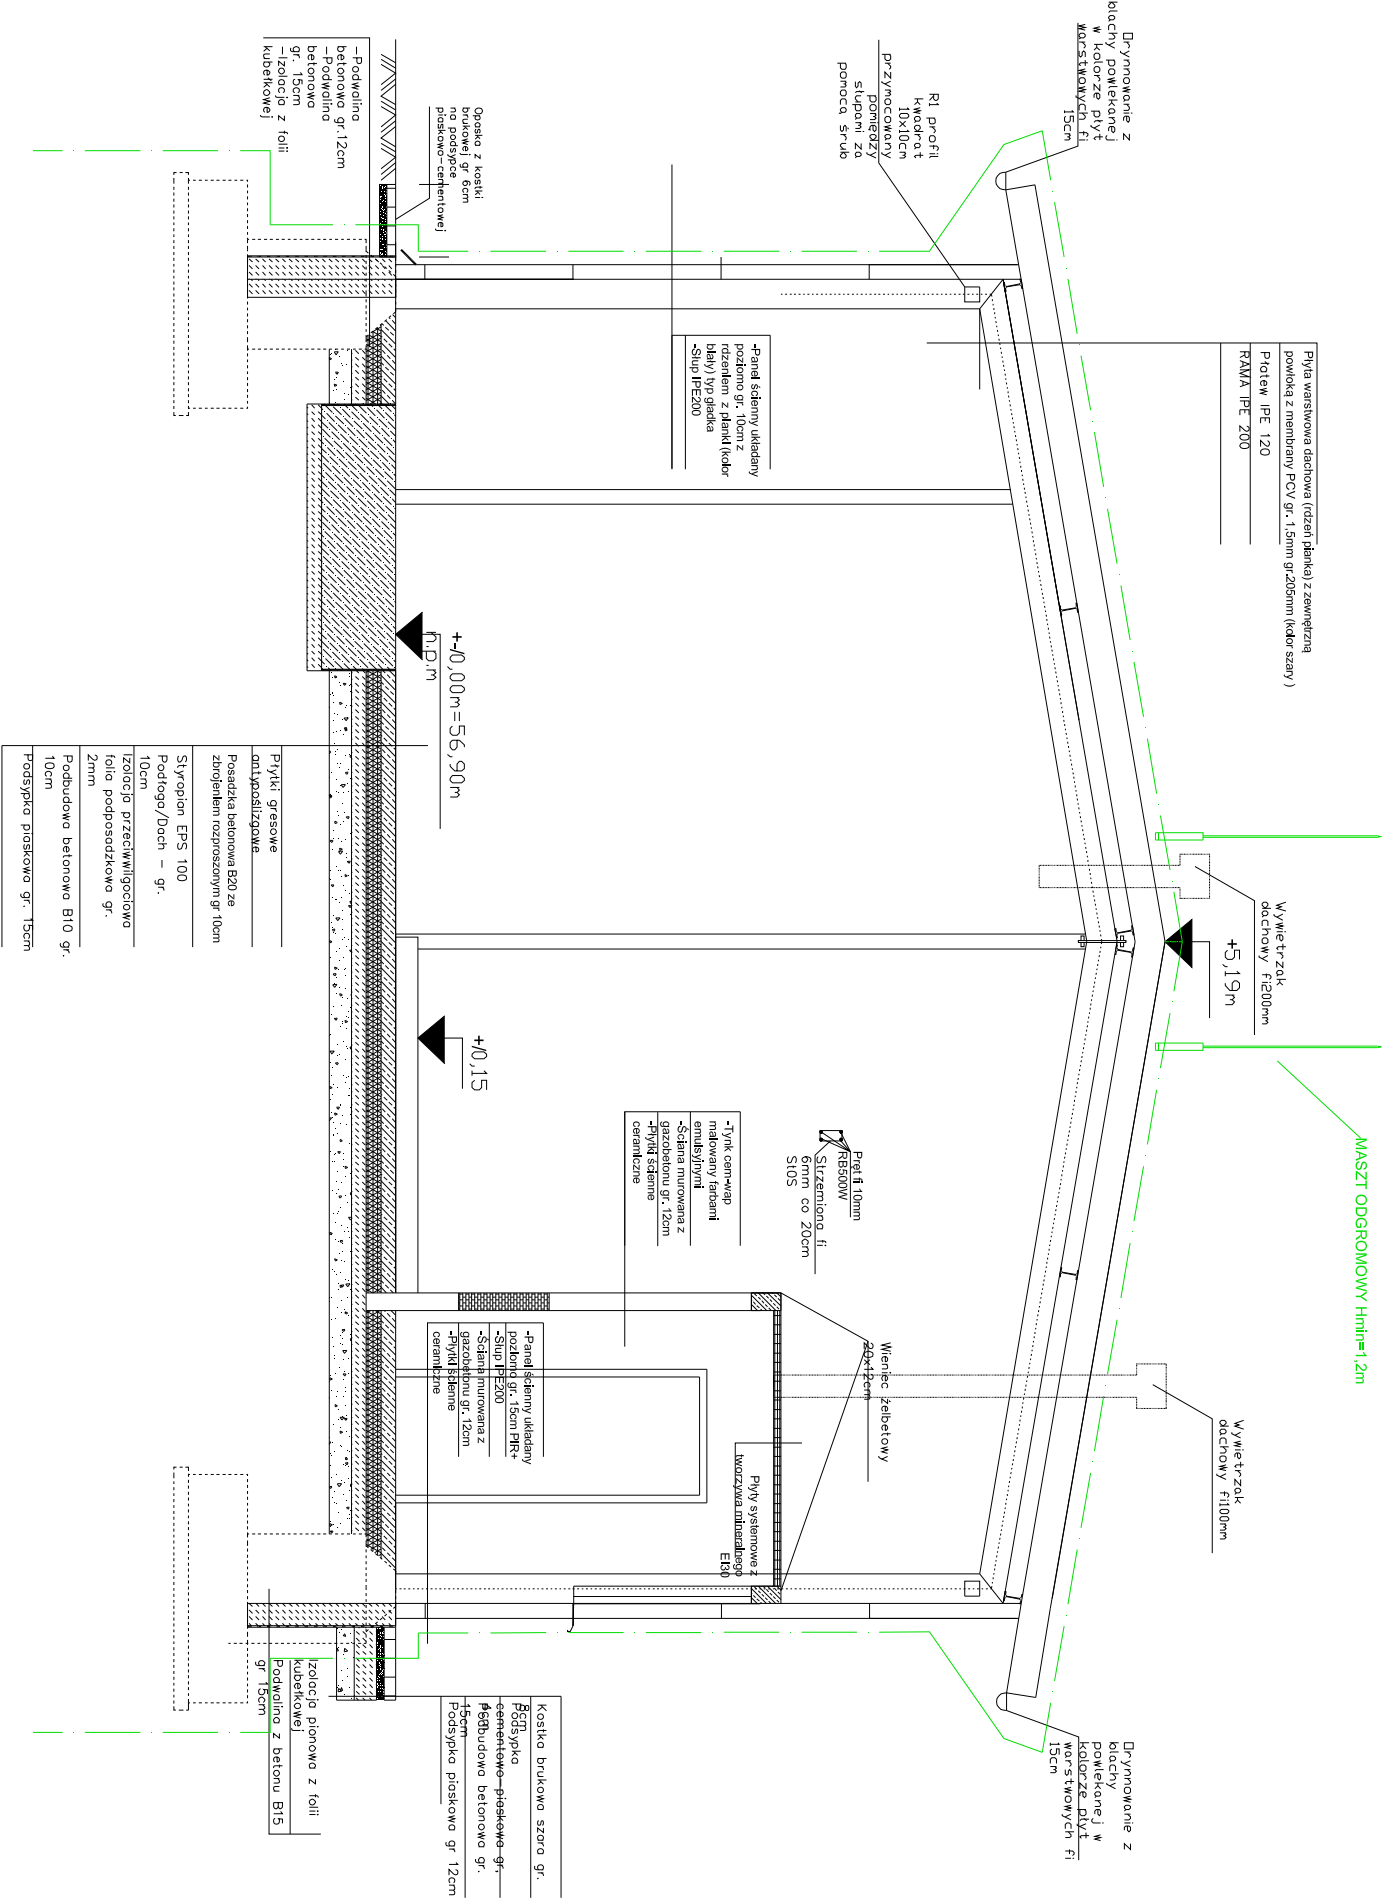 Orynnowanie z
blachy powlekanej
w kolorze płyt
warstwowych fi
15cm
R1 profil
kwadrat
10x10cm
przymocowany
pomiędzy
słupami za
pomocą śrub
Opaska z kostki
brukowej gr 6cm
na podsypce
piaskowo-cementowej
-Podwalina
betonowa gr.12cm
-Podwalina
betonowa
gr. 15cm
-Izolacja z folii
kubełkowej
Płyta warstwowa dachowa (rdzeń pianka) z zewnętrzną
powłoką z membrany PCV gr. 1,5mm gr.205mm (kolor szary )
Płatew IPE 120
RAMA IPE 200
-Panel ścienny układany
poziomo gr. 10cm z
rdzeniem z pianki (kolor
biały) typ gładka
-Słup IPE200
+-/0,00m=56,90m
n.p.m
Płytki gresowe
antypoślizgowe
Posadzka betonowa B20 ze
zbrojeniem rozproszonym gr 10cm
Styropian EPS 100
Podłoga/Dach - gr.
10cm
Izolacja przeciwwilgociowa
folia podposadzkowa gr.
2mm
Podbudowa betonowa B10 gr.
10cm
Podsypka piaskowa gr. 15cm
Wywietrzak
dachowy fi200mm
+5,19m
+/0,15
MASZT ODGROMOWY Hmin=1,2m
Pręt fi 10mm
RB500W
Strzemiona fi
6mm co 20cm
St0S
-Tynk cem-wap
malowany farbami
emulsyjnymi
-Ściana murowana z
gazobetonu gr. 12cm
-Płytki ścienne
ceramiczne
Wieniec żelbetowy
20x12cm
-Panel ścienny układany
poziomo gr. 15cm PIR+
-Słup IPE200
-Ściana murowana z
gazobetonu gr. 12cm
-Płytki ścienne
ceramiczne
Wywietrzak
dachowy fi100mm
Płyty systemowe z
tworzywa mineralnego
EI30
Orynnowanie z
blachy
powlekanej w
kolorze płyt
warstwowych fi
15cm
Kostka brukowa szara gr.
8cm
Podsypka
cementowo-piaskowa gr.
4cm
Podbudowa betonowa gr.
15cm
Podsypka piaskowa gr 12cm
Izolacja pionowa z folii
kubełkowej
Podwalina z betonu B15
gr 15cm